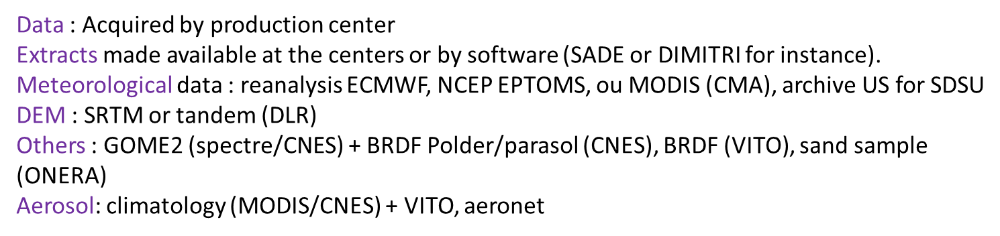 Data : Acquired by production center
Extracts made available at the centers or by software (SADE or DIMITRI for instance).
Meteorological data : reanalysis ECMWF, NCEP EPTOMS, ou MODIS (CMA), archive US for SDSU
DEM : SRTM or tandem (DLR)
Others : GOME2 (spectre/CNES) + BRDF Polder/parasol (CNES), BRDF (VITO), sand sample
(ONERA)
Aerosol: climatology (MODIS/CNES) + VITO, aeronet